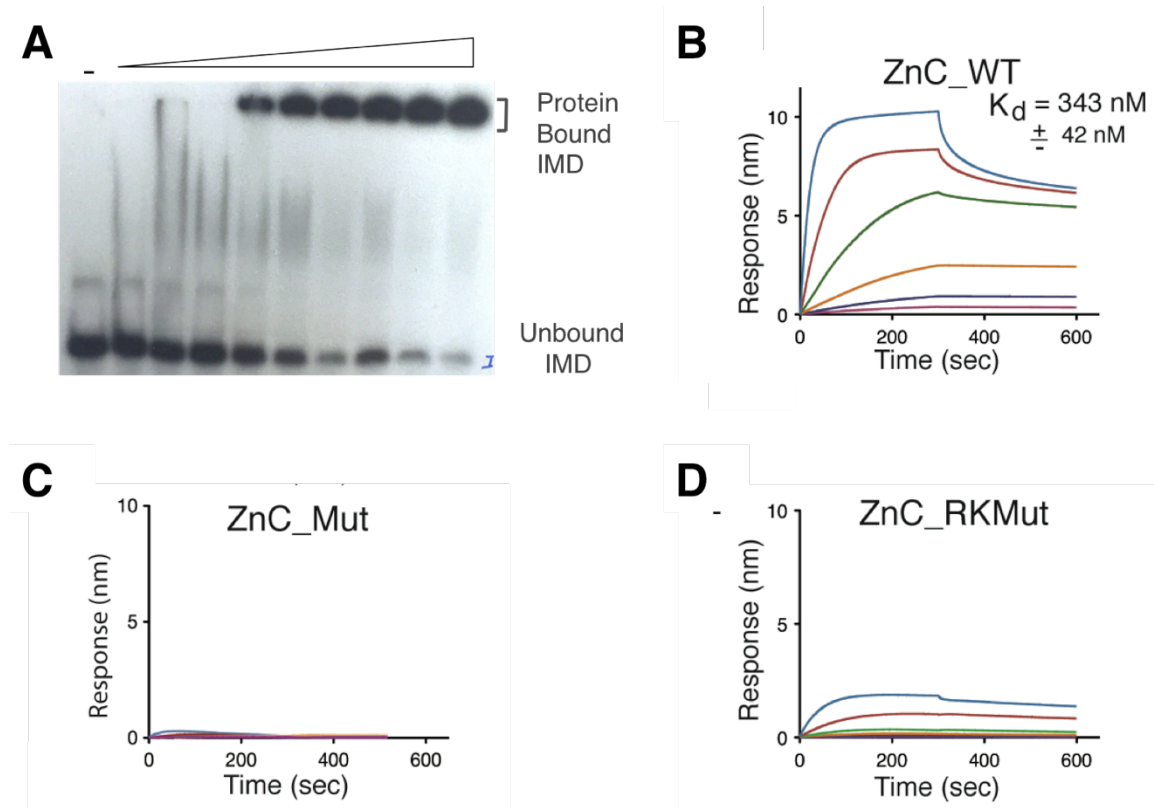 A
-
Protein
Bound
IMD
Unbound
IMD
B
ZnC_WT
Kd = 343 nM
± 42 nM
Response (nm)
10
5
0
0 200 400 600
Time (sec)
C
ZnC_Mut
Response (nm)
10
5
0
0 200 400 600
Time (sec)
D
-
ZnC_RKMut
Response (nm)
10
5
0
0 200 400 600
Time (sec)